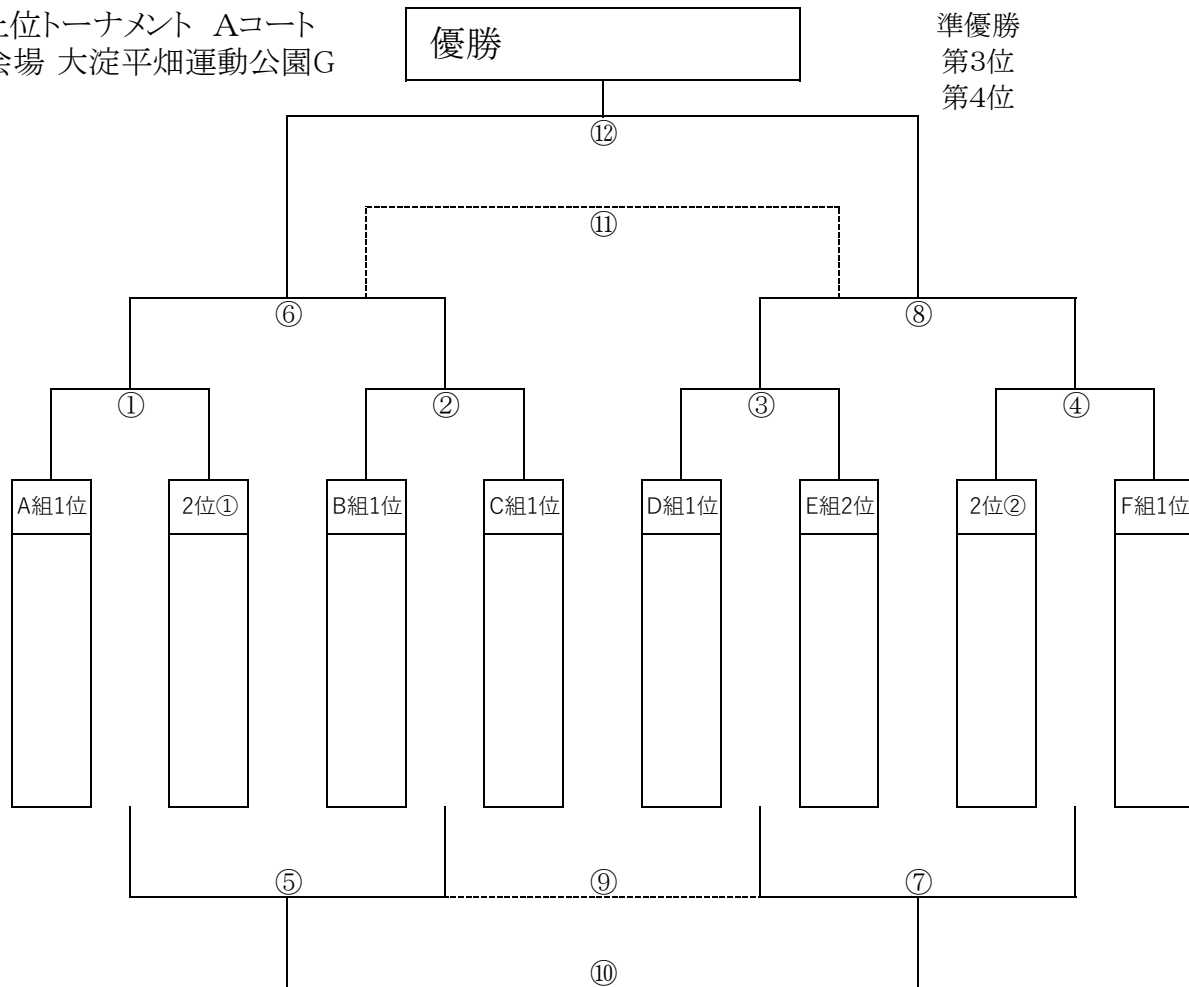 上位トーナメント Aコート
会場 大淀平畑運動公園G
優勝
準優勝
第3位
第4位
⑫
⑪
⑥
⑧
①
②
③
④
A組1位
2位①
B組1位
C組1位
D組1位
E組2位
2位②
F組1位
⑤
⑨
⑦
⑩